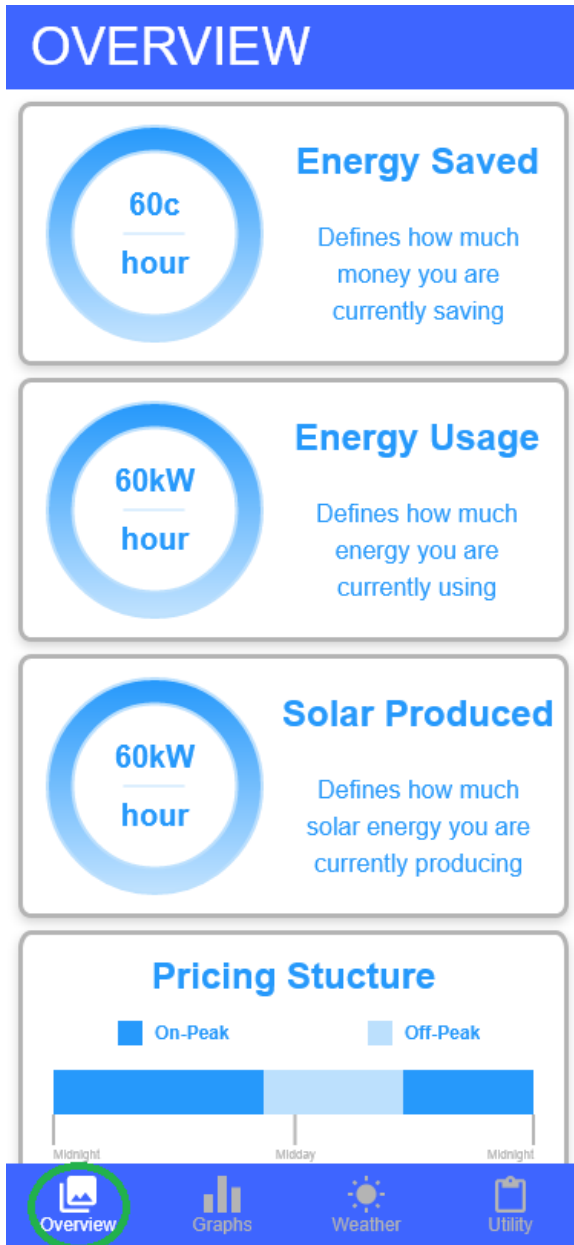 OVERVIEW
60c
hour
Energy Saved
Defines how much
money you are
currently saving
60kW
hour
Energy Usage
Defines how much
energy you are
currently using
60kW
hour
Solar Produced
Defines how much
solar energy you are
currently producing
Pricing Stucture
On-Peak Off-Peak
Midnight Midday Midnight
Overview Graphs Weather Utility